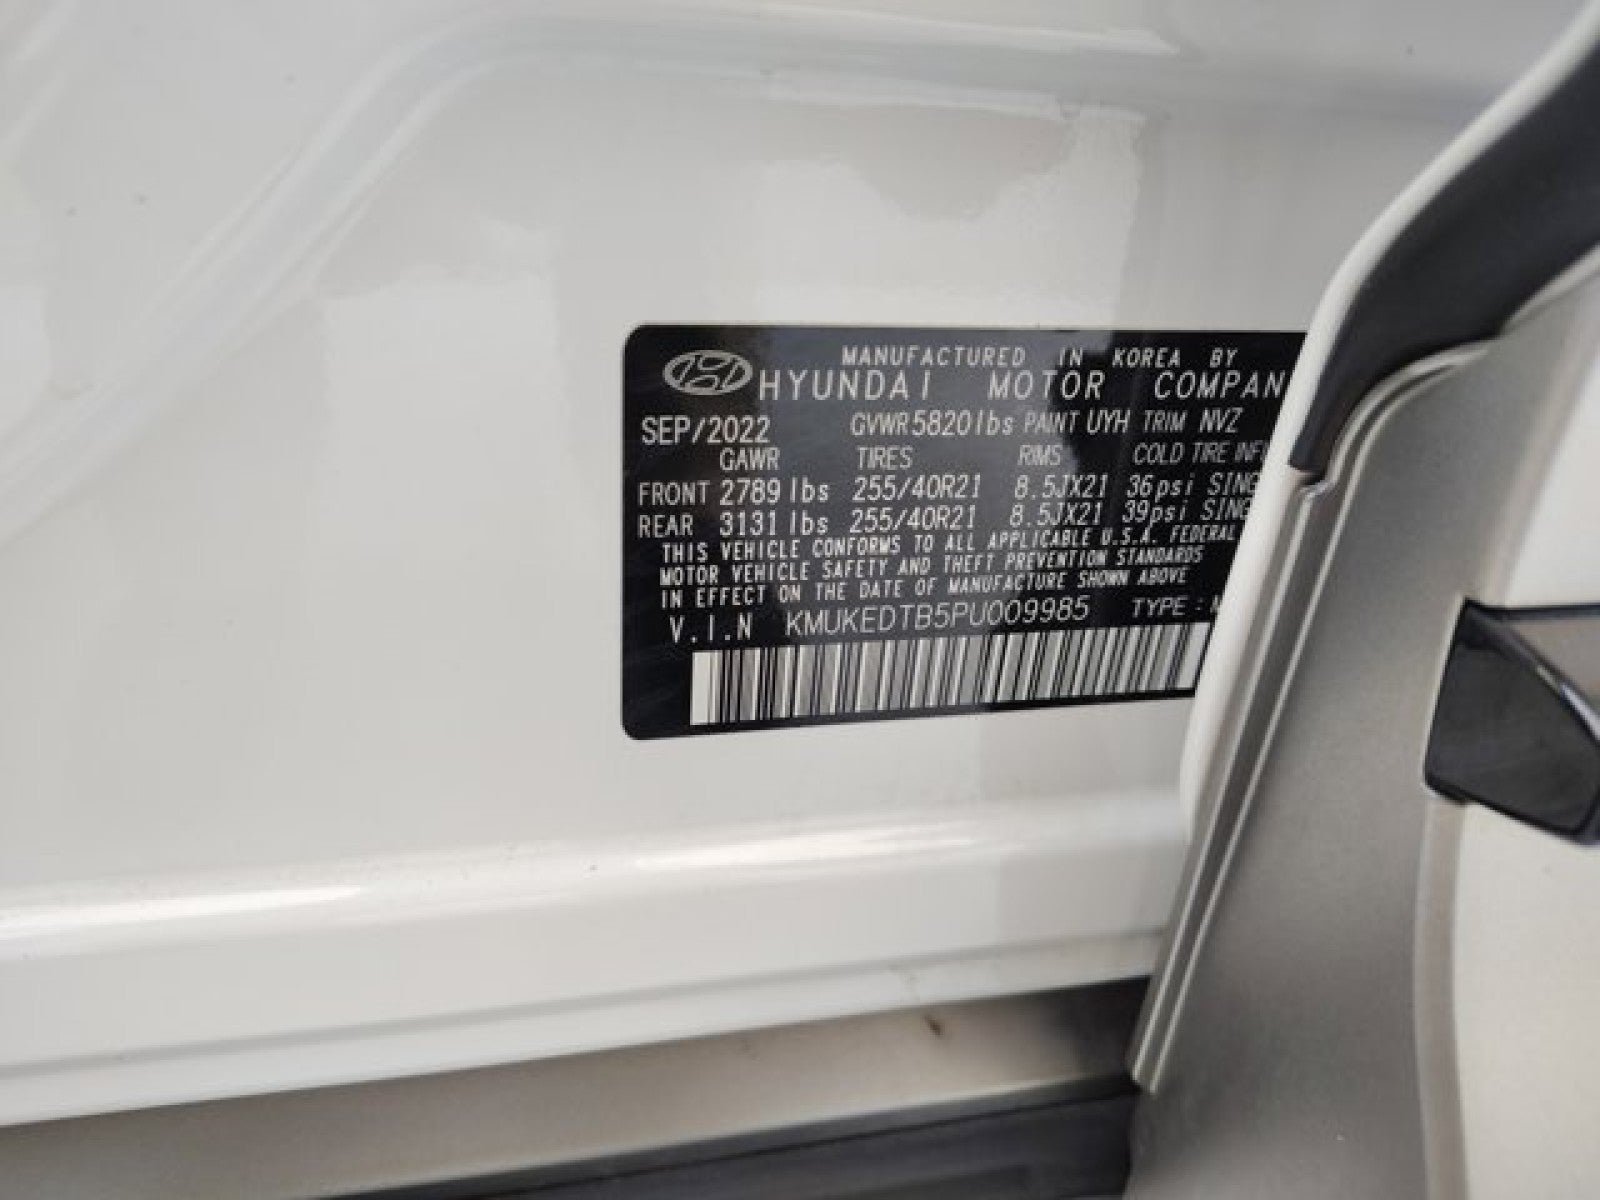 MANUFACTURED IN KOREA BY
HYUNDAI MOTOR COMPAN
SEP/2022 GVWR 5820lbs PAINT UYH TRIM NVZ
GAWR TIRES RIMS COLD TIRE INF
FRONT 2789 lbs 255/40R21 8.5JX21 36psi SING
REAR 3131 lbs 255/40R21 8.5JX21 39psi SING
THIS VEHICLE CONFORMS TO ALL APPLICABLE U.S.A. FEDERAL
MOTOR VEHICLE SAFETY AND THEFT PREVENTION STANDARDS
IN EFFECT ON THE DATE OF MANUFACTURE SHOWN ABOVE
V.I.N KMUKEDTB5PU009985 TYPE :